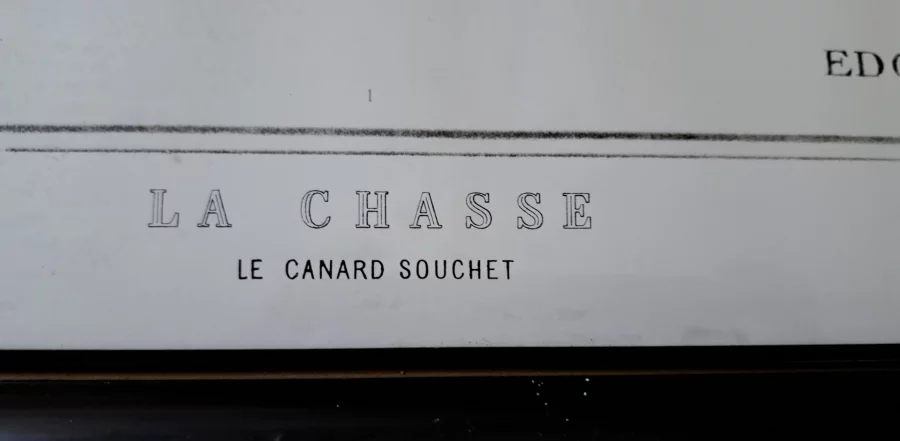 EDO
1
LA CHASSE
LE CANARD SOUCHET